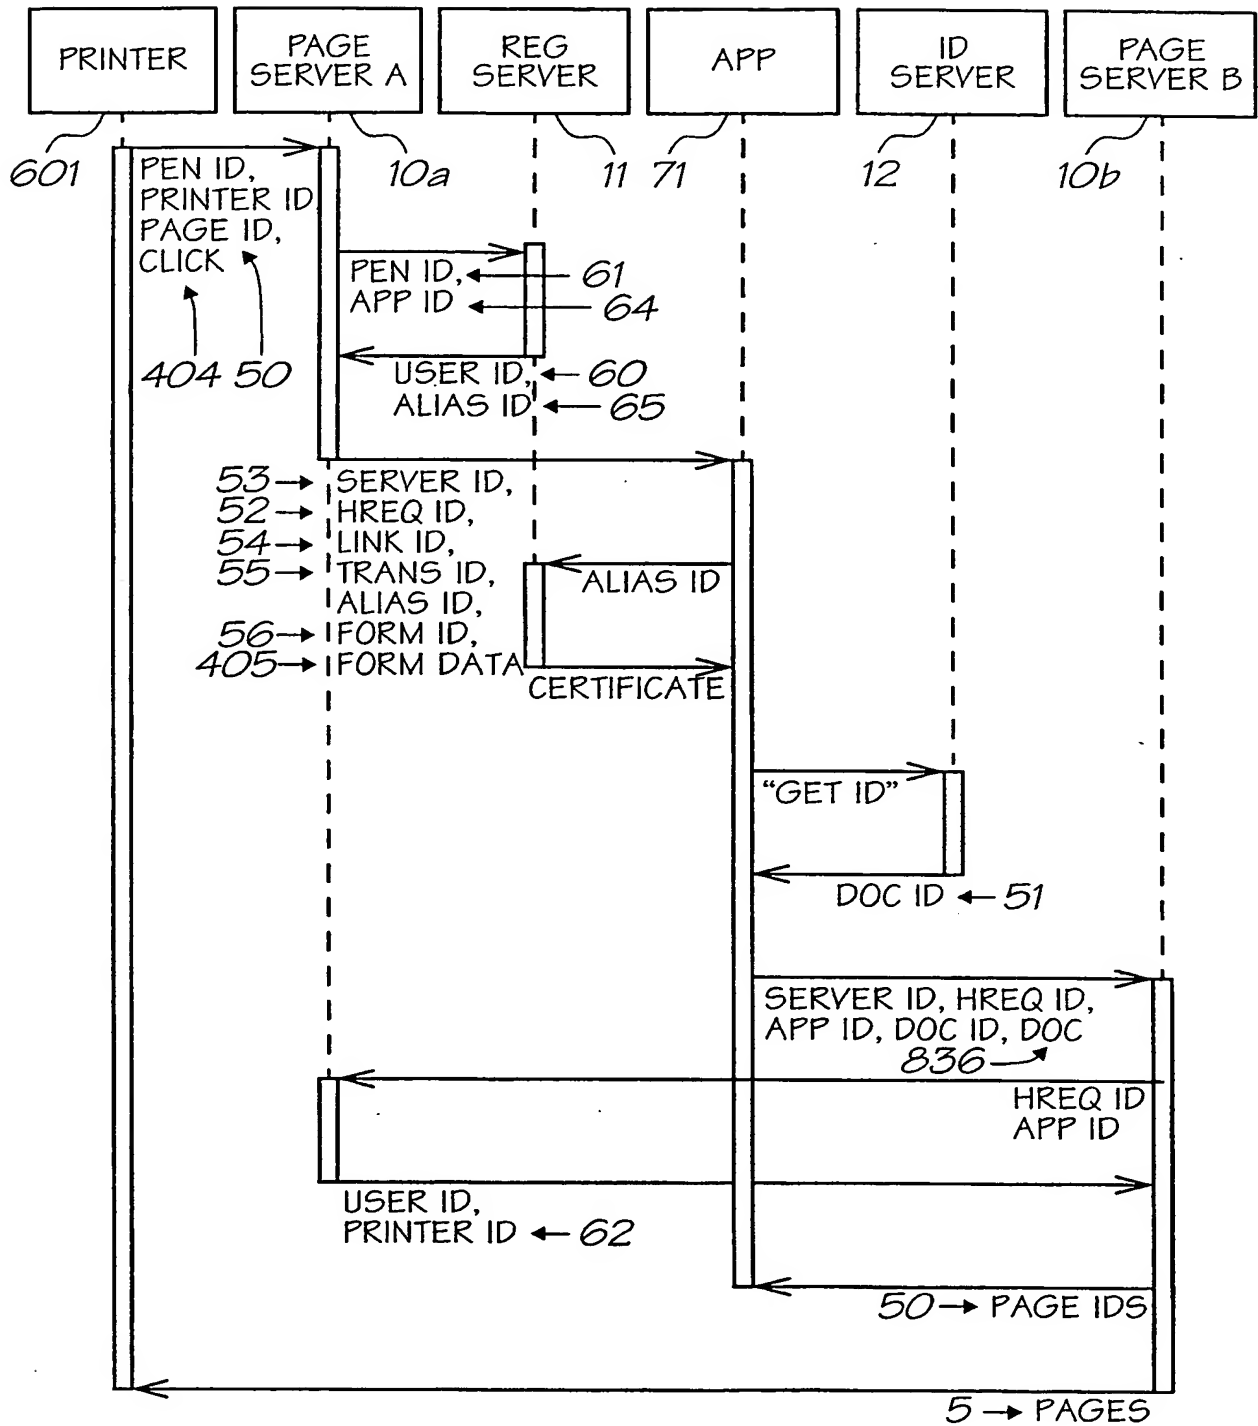 PRINTER
PAGE
SERVER A
REG
SERVER
APP
ID
SERVER
PAGE
SERVER B
601
10a
11
71
12
10b
PEN ID,
PRINTER ID
PAGE ID,
CLICK
404
50
PEN ID,
61
APP ID
64
USER ID,
60
ALIAS ID
65
53
SERVER ID,
52
HREQ ID,
54
LINK ID,
55
TRANS ID,
ALIAS ID,
56
FORM ID,
405
FORM DATA
ALIAS ID
CERTIFICATE
"GET ID"
DOC ID
51
SERVER ID, HREQ ID,
APP ID, DOC ID, DOC
836
HREQ ID
APP ID
USER ID,
PRINTER ID
62
50
PAGE IDS
5
PAGES